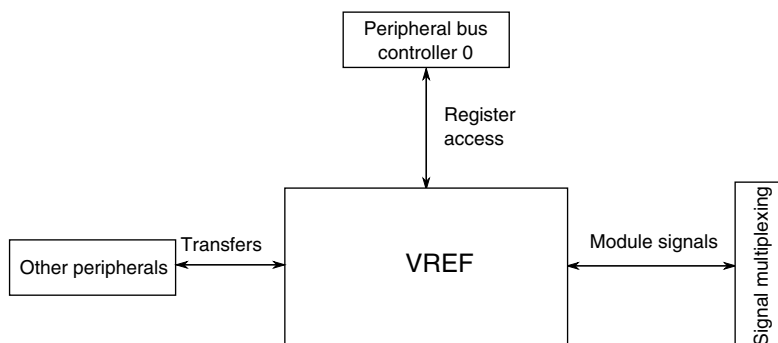 Peripheral bus
controller 0
Register
access
Transfers
Other peripherals
VREF
Module signals
Signal multiplexing